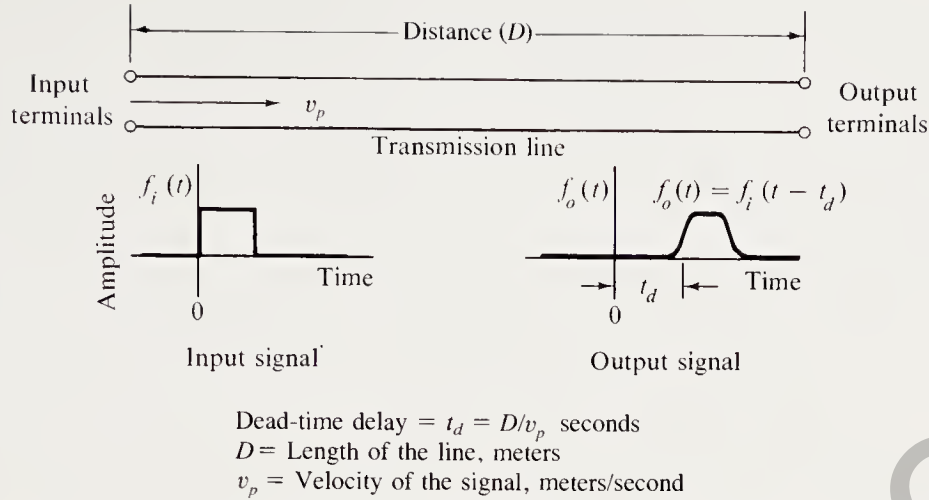 Distance (D)
Input
terminals
v_p
Output
terminals
Transmission line
f_i (t)
Amplitude
Time
0
Input signal
f_o (t)
f_o (t) = f_i (t − t_d)
t_d
Time
0
Output signal
Dead-time delay = t_d = D/v_p seconds
D = Length of the line, meters
v_p = Velocity of the signal, meters/second